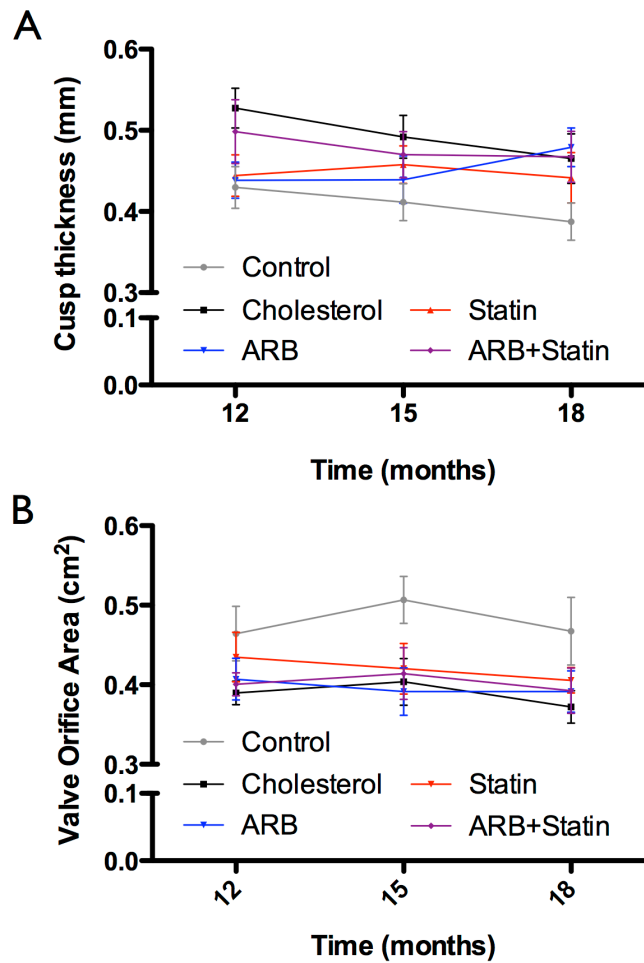 A
Cusp thickness (mm)
0.6
0.5
0.4
0.3
0.1
0.0
Control
Cholesterol
Statin
ARB
ARB+Statin
12
15
18
Time (months)
B
Valve Orifice Area (cm²)
0.6
0.5
0.4
0.3
0.1
0.0
Control
Cholesterol
Statin
ARB
ARB+Statin
12
15
18
Time (months)